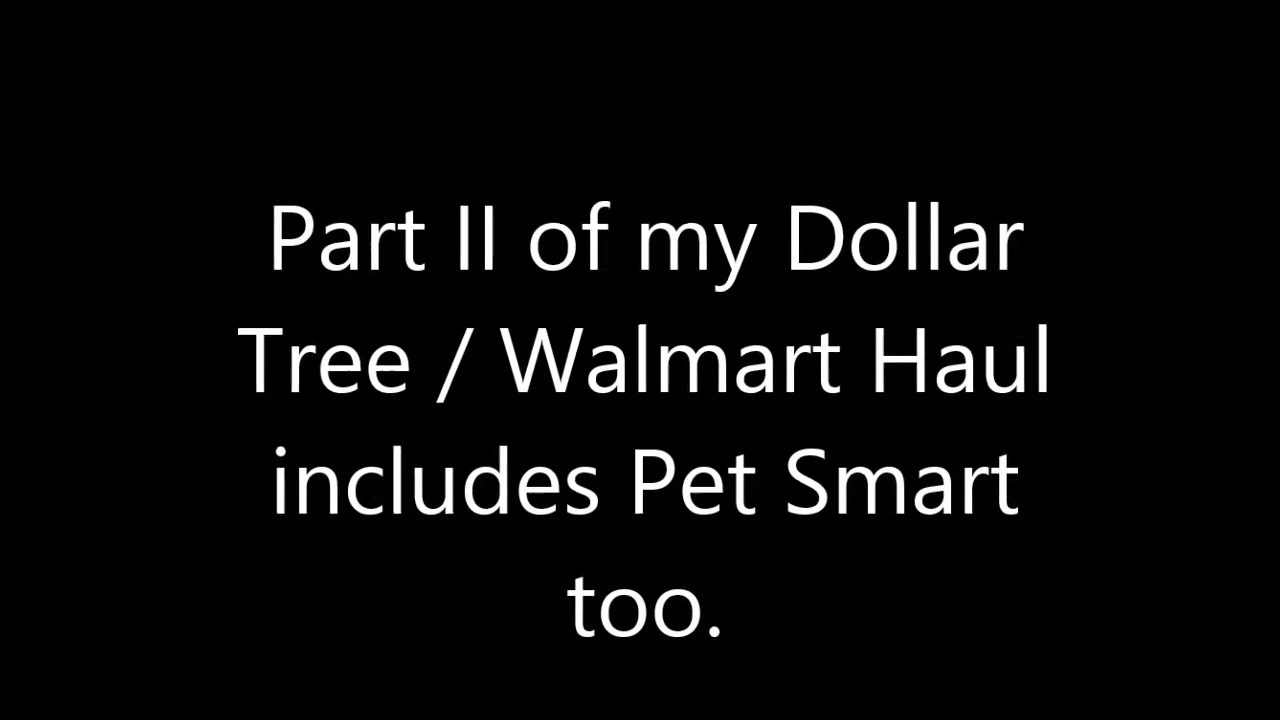 Part II of my Dollar
Tree / Walmart Haul
includes Pet Smart
too.